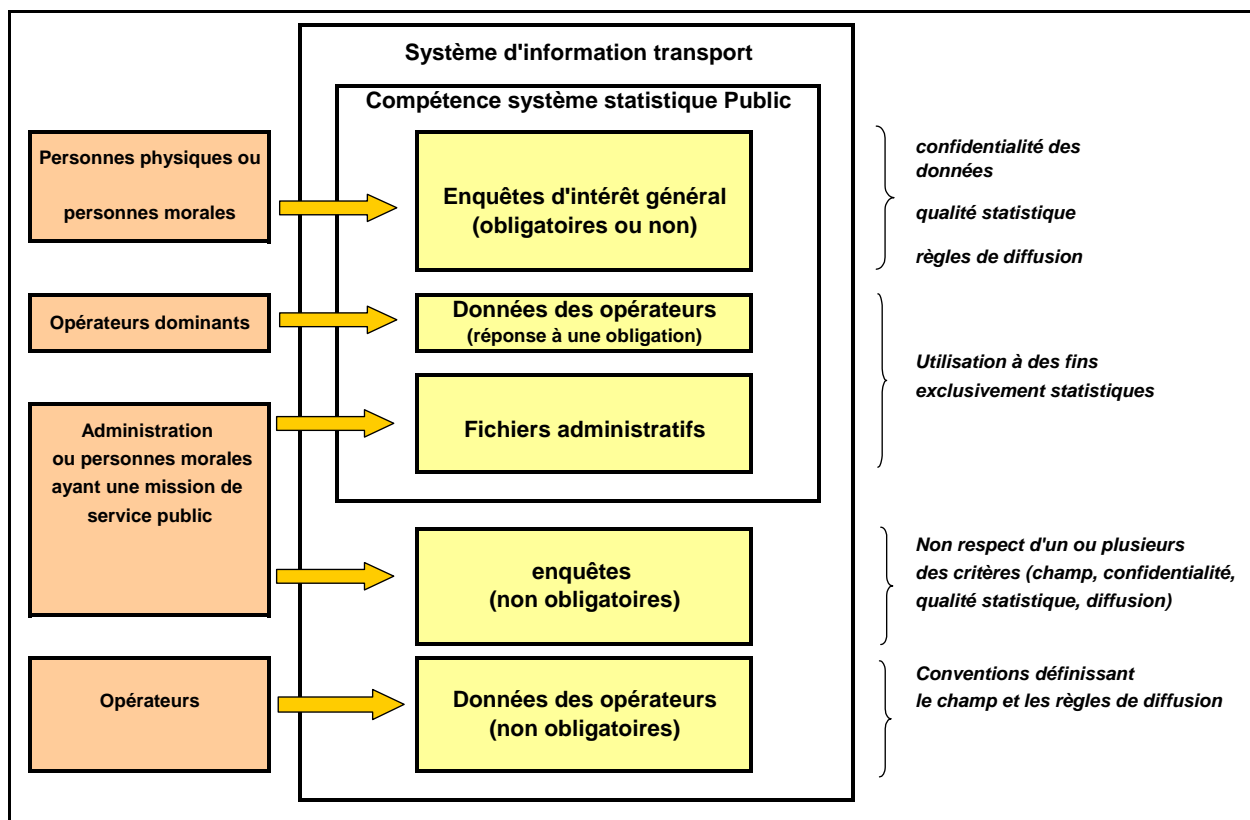 Système d'information transport
Compétence système statistique Public
Personnes physiques ou
personnes morales
Enquêtes d'intérêt général
(obligatoires ou non)
confidentialité des
données
qualité statistique
règles de diffusion
Opérateurs dominants
Données des opérateurs
(réponse à une obligation)
Utilisation à des fins
exclusivement statistiques
Administration
ou personnes morales
ayant une mission de
service public
Fichiers administratifs
enquêtes
(non obligatoires)
Non respect d'un ou plusieurs
des critères (champ, confidentialité,
qualité statistique, diffusion)
Opérateurs
Données des opérateurs
(non obligatoires)
Conventions définissant
le champ et les règles de diffusion